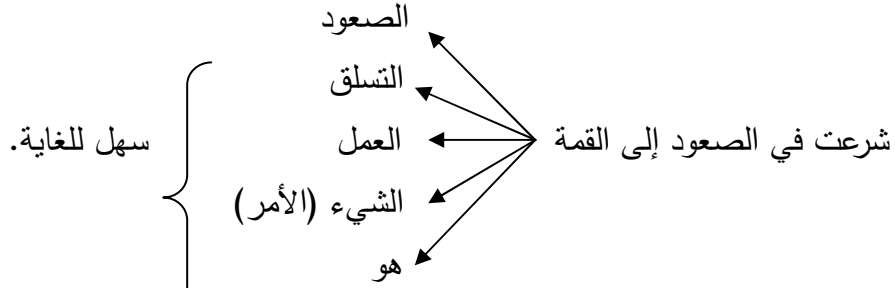 الصعود
التسلق
شرعت في الصعود إلى القمة العمل سهل للغاية.
الشيء (الأمر)
هو